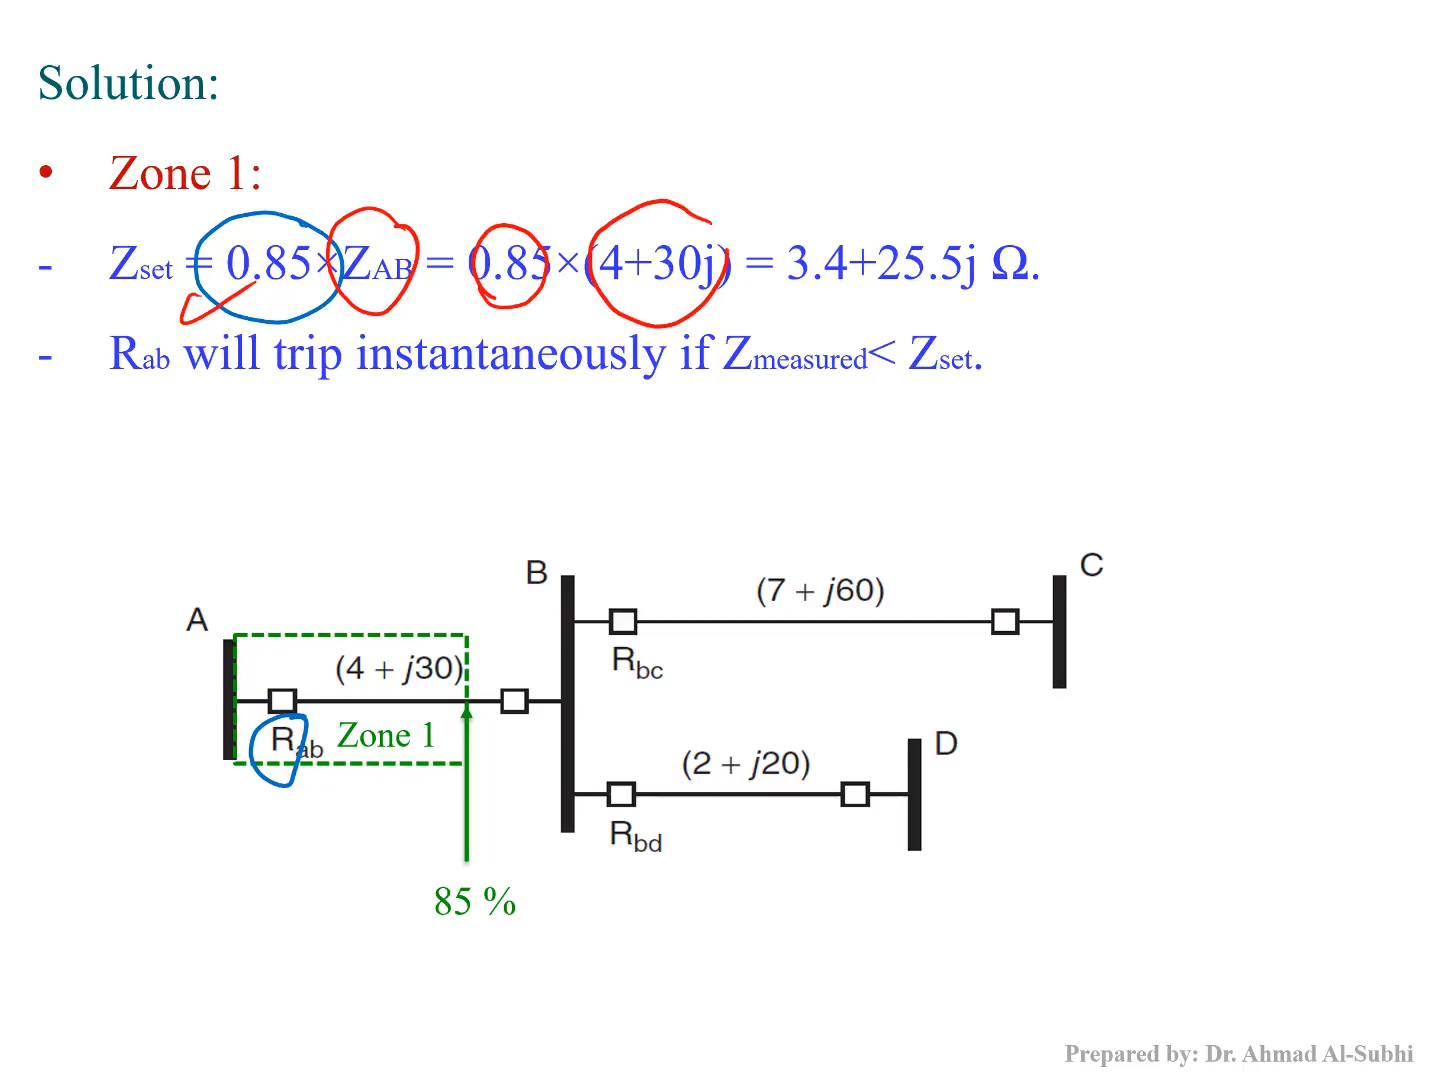 Solution:
• Zone 1:
- Zset = 0.85×ZAB = 0.85×(4+30j) = 3.4+25.5j Ω.
- Rab will trip instantaneously if Zmeasured< Zset.
B
C
(7 + j60)
A
Rbc
(4 + j30)
Rab
Zone 1
D
(2 + j20)
Rbd
85 %
Prepared by: Dr. Ahmad Al-Subhi